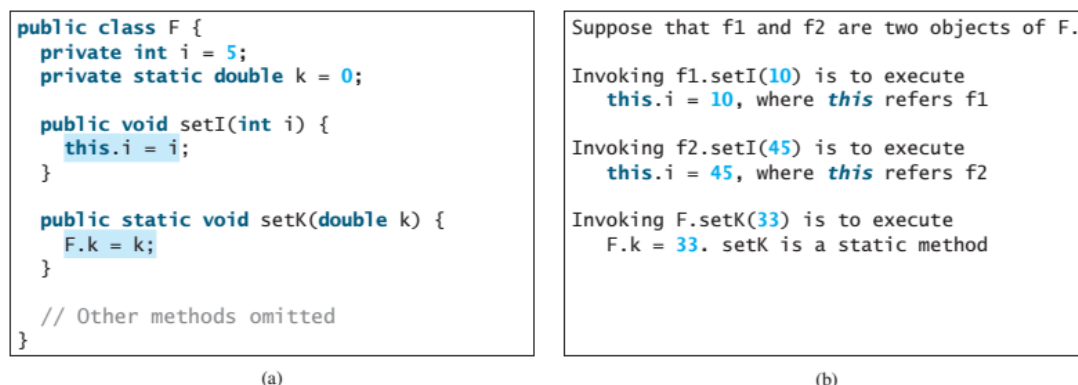 public class F {
  private int i = 5;
  private static double k = 0;

  public void setI(int i) {
    this.i = i;
  }

  public static void setK(double k) {
    F.k = k;
  }

  // Other methods omitted
}
(a)
Suppose that f1 and f2 are two objects of F.

Invoking f1.setI(10) is to execute
   this.i = 10, where this refers f1

Invoking f2.setI(45) is to execute
   this.i = 45, where this refers f2

Invoking F.setK(33) is to execute
   F.k = 33. setK is a static method
(b)